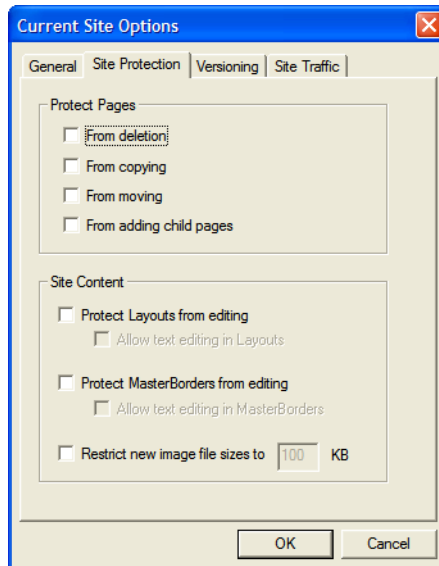 Current Site Options
General Site Protection Versioning Site Traffic
Protect Pages
From deletion
From copying
From moving
From adding child pages
Site Content
Protect Layouts from editing
Allow text editing in Layouts
Protect MasterBorders from editing
Allow text editing in MasterBorders
Restrict new image file sizes to 100 KB
OK Cancel